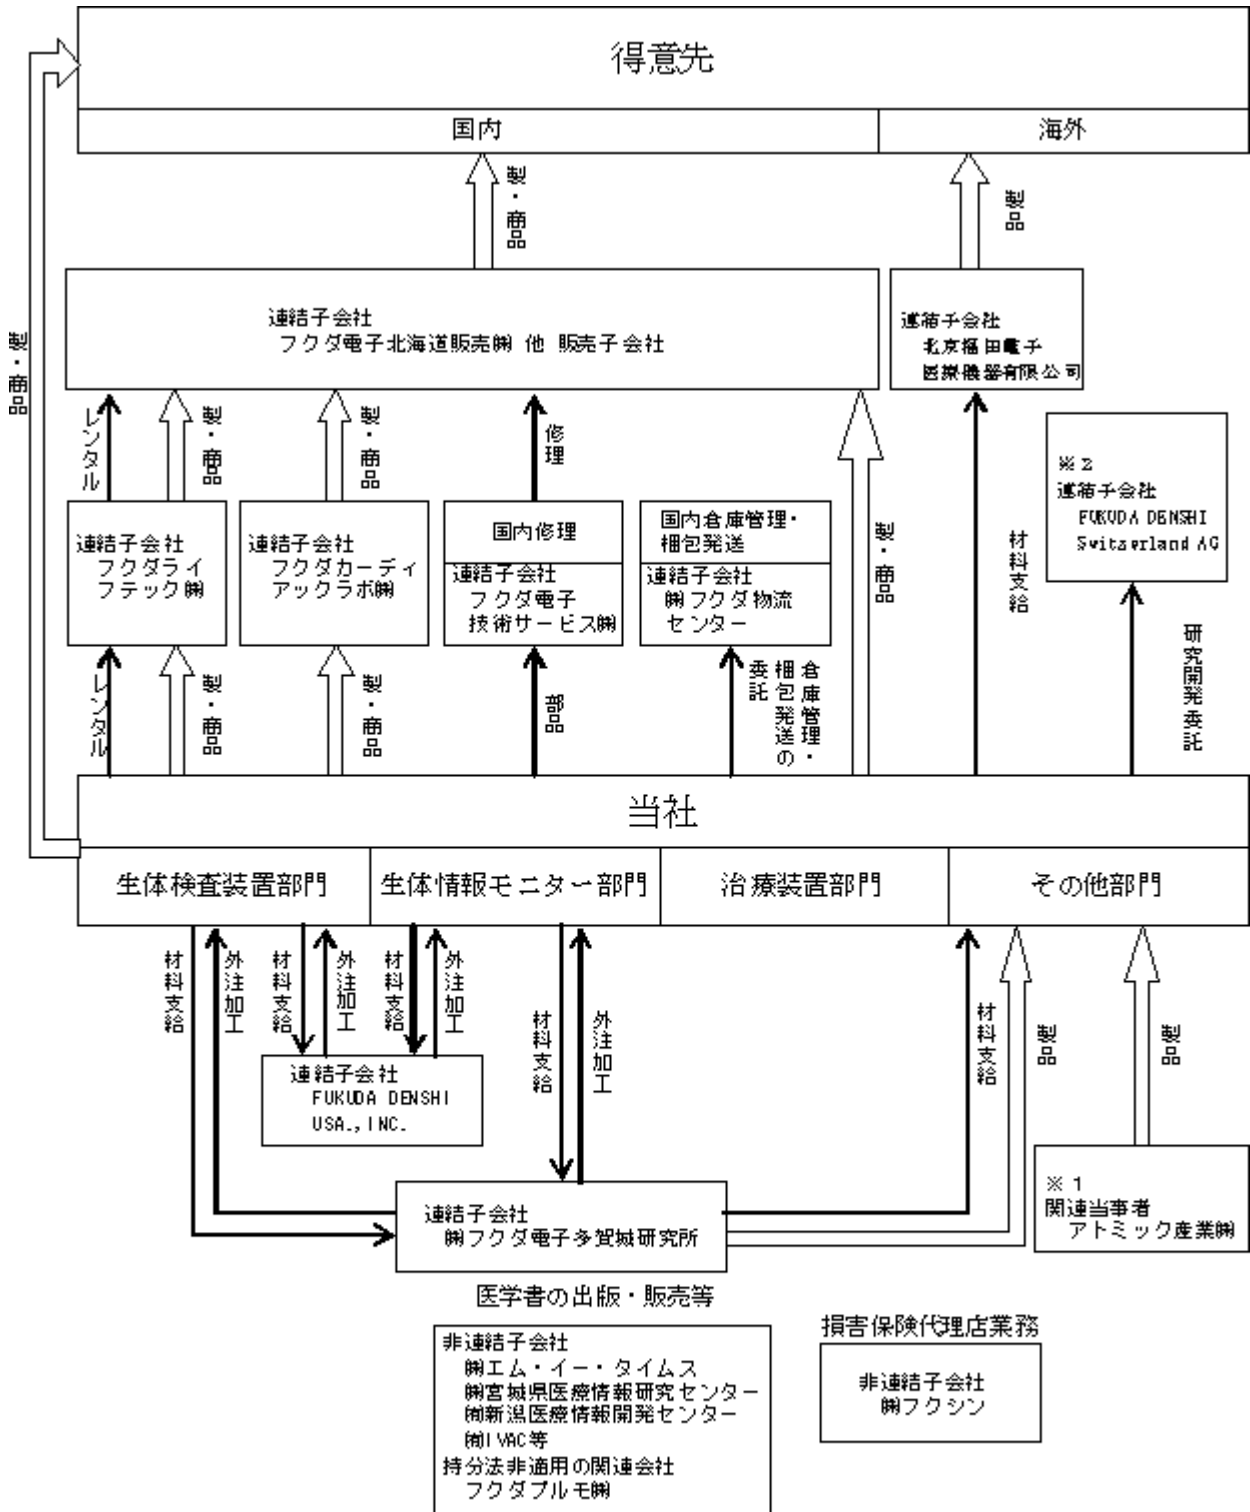 得意先
国内
海外
製・商品
製品
製・商品
連結子会社
フクダ電子北海道販売㈱ 他 販売子会社
連結子会社
北京福田電子
医療機器有限公司
レンタル
製・商品
製・商品
修理
製・商品
材料支給
※2
連結子会社
FUKUDA DENSHI
Switzerland AG
連結子会社
フクダライ
フテック㈱
連結子会社
フクダカーディ
アックラボ㈱
国内修理
連結子会社
フクダ電子
技術サービス㈱
国内倉庫管理・
梱包発送
連結子会社
㈱フクダ物流
センター
レンタル
製・商品
製・商品
部品
倉庫管理・
梱包発送の
委託
研究開発委託
当社
生体検査装置部門
生体情報モニター部門
治療装置部門
その他部門
材料支給
外注加工
材料支給
外注加工
材料支給
外注加工
材料支給
外注加工
材料支給
製品
製品
連結子会社
FUKUDA DENSHI
USA.,INC.
連結子会社
㈱フクダ電子多賀城研究所
※1
関連当事者
アトミック産業㈱
医学書の出版・販売等
非連結子会社
㈱エム・イー・タイムス
㈱宮城県医療情報研究センター
㈲新潟医療情報開発センター
㈲IVAC等
持分法非適用の関連会社
フクダプルモ㈱
損害保険代理店業務
非連結子会社
㈱フクシン